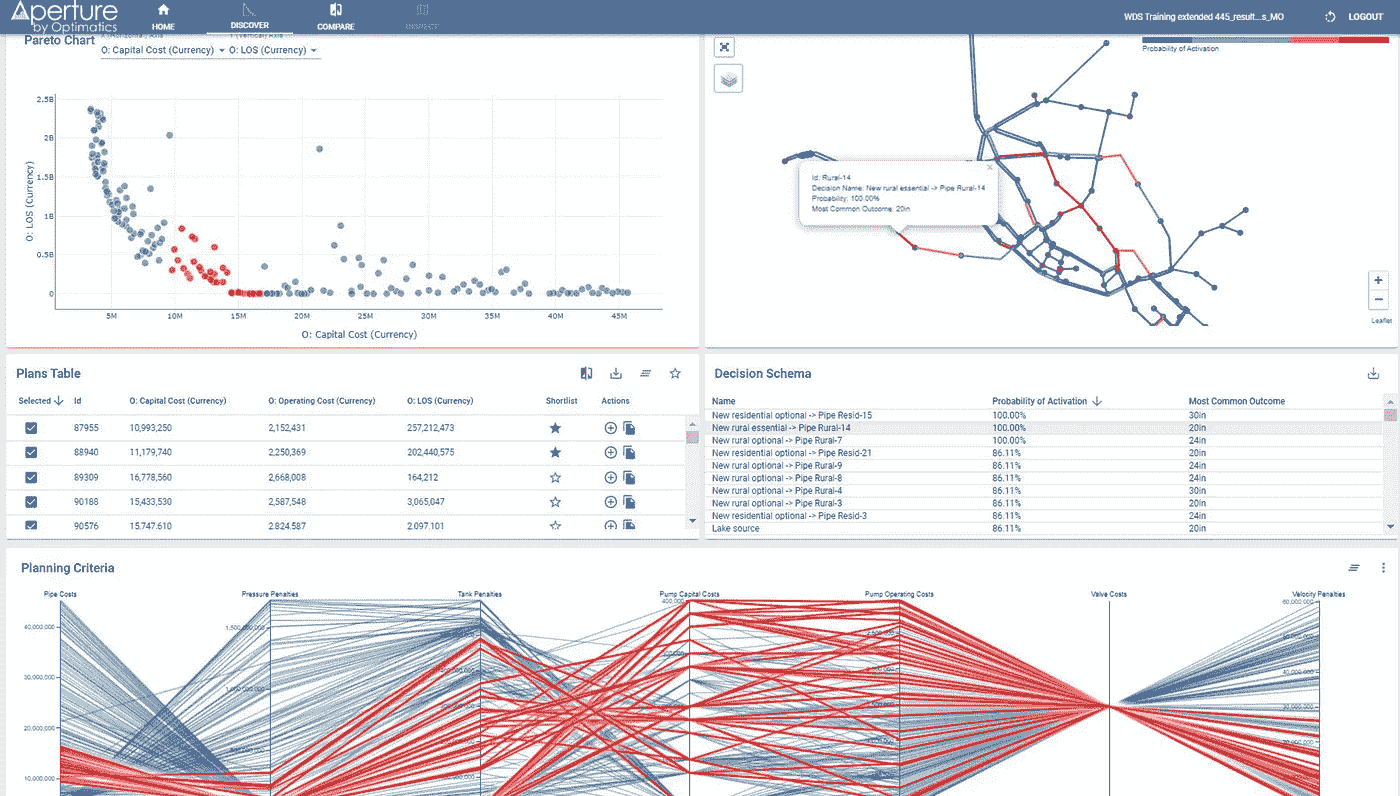 Aperture
by Optimatics
HOME
DISCOVER
COMPARE
WDS Training extended 445_result...s_MO
LOGOUT
Pareto Chart
O: Capital Cost (Currency)
O: LOS (Currency)
2.5B
2B
1.5B
1B
0.5B
0
5M
10M
15M
20M
25M
30M
35M
40M
45M
O: LOS (Currency)
O: Capital Cost (Currency)
Probability of Activation
Id: Rural-14
Decision Name: New rural essential -> Pipe Rural-14
Probability: 100.00%
Most Common Outcome: 20in
+
−
Leaflet
Plans Table
Selected Id O: Capital Cost (Currency) O: Operating Cost (Currency) O: LOS (Currency) Shortlist Actions
87955 10,993,250 2,152,431 257,212,473
88940 11,179,740 2,250,369 202,440,575
89309 16,778,560 2,668,008 164,212
90188 15,433,530 2,587,548 3,065,047
90576 15,747,610 2,824,587 2,097,101
Decision Schema
Name Probability of Activation Most Common Outcome
New residential optional -> Pipe Resid-15 100.00% 30in
New rural essential -> Pipe Rural-14 100.00% 20in
New rural optional -> Pipe Rural-7 100.00% 24in
New residential optional -> Pipe Resid-21 86.11% 20in
New rural optional -> Pipe Rural-9 86.11% 24in
New rural optional -> Pipe Rural-8 86.11% 24in
New rural optional -> Pipe Rural-4 86.11% 30in
New rural optional -> Pipe Rural-3 86.11% 20in
New residential optional -> Pipe Resid-3 86.11% 24in
Lake source 86.11% 20in
Planning Criteria
Pipe Costs
Pressure Penalties
Tank Penalties
Pump Capital Costs
Pump Operating Costs
Valve Costs
Velocity Penalties
40,000,000
30,000,000
20,000,000
10,000,000
400,000
60,000,000